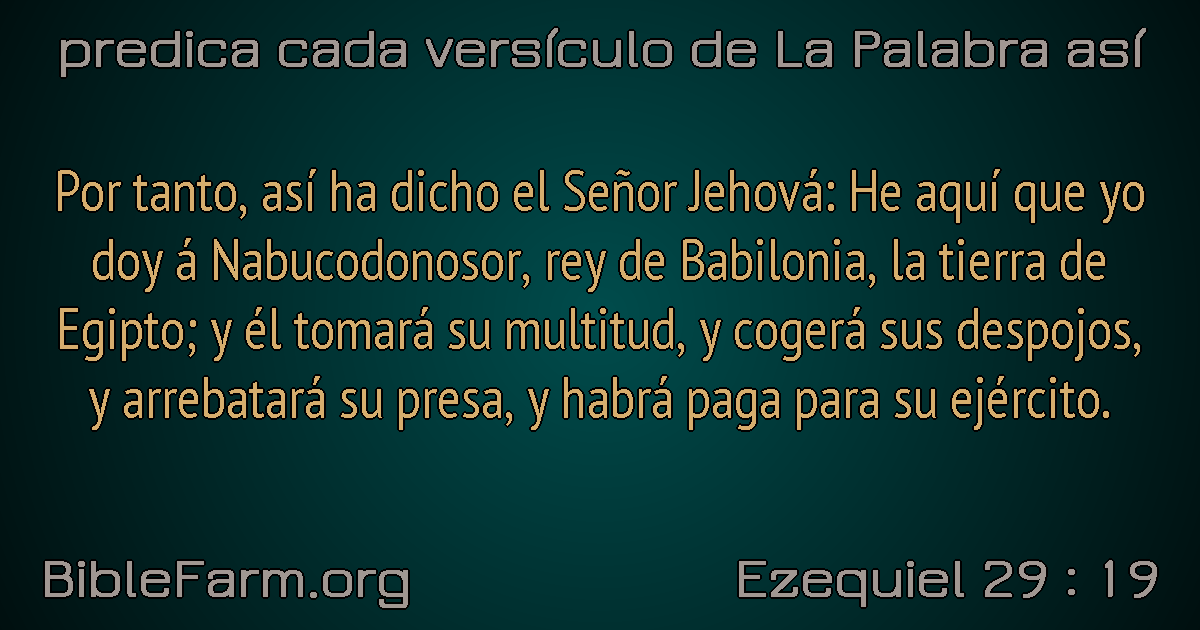 predica cada versículo de La Palabra así
Por tanto, así ha dicho el Señor Jehová: He aquí que yo
doy á Nabucodonosor, rey de Babilonia, la tierra de
Egipto; y él tomará su multitud, y cogerá sus despojos,
y arrebatará su presa, y habrá paga para su ejército.
BibleFarm.org
Ezequiel 29 : 19